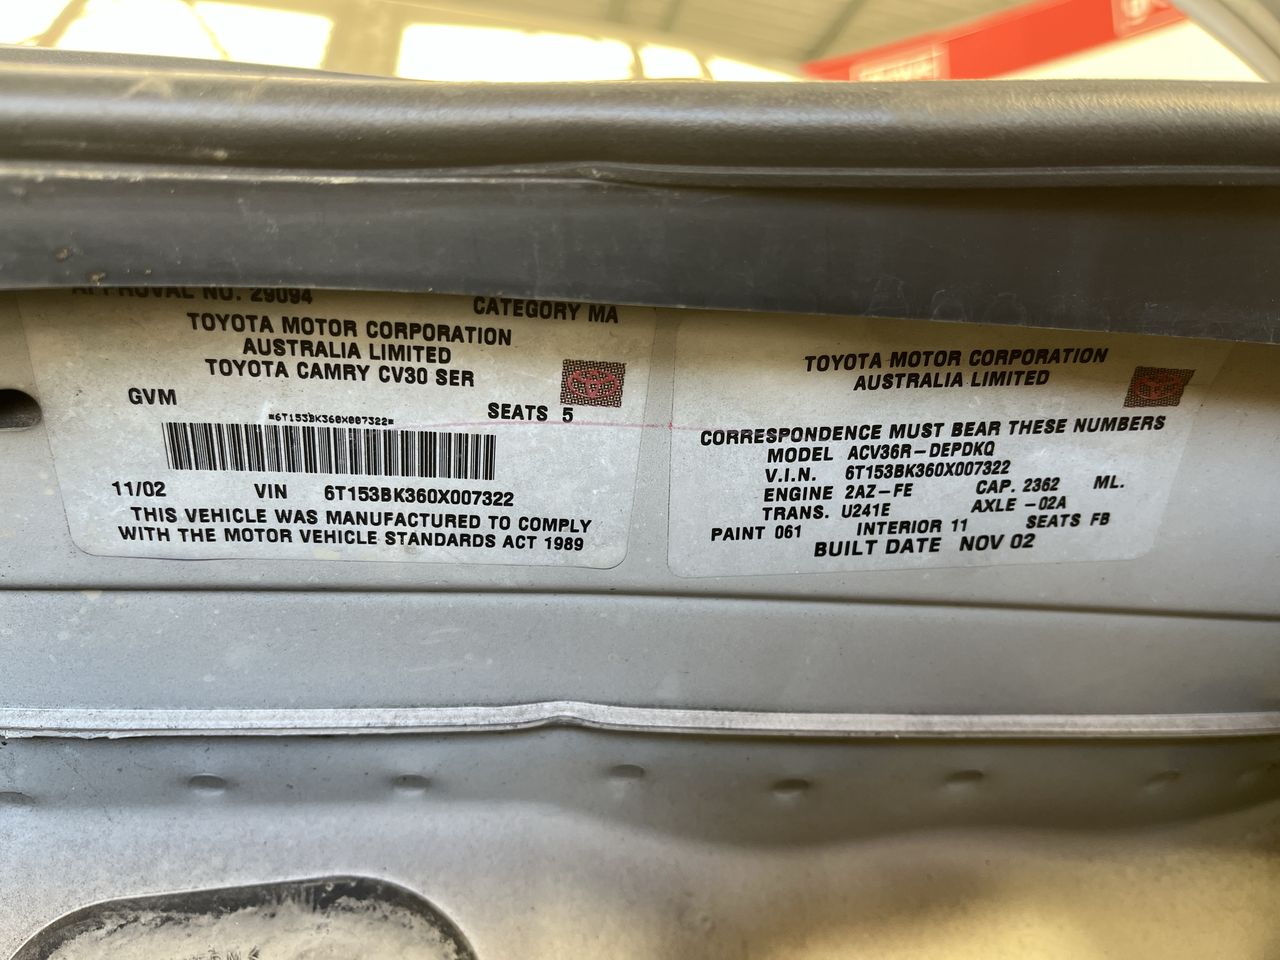 APPROVAL NO. 29094 CATEGORY MA
TOYOTA MOTOR CORPORATION
AUSTRALIA LIMITED
TOYOTA CAMRY CV30 SER
GVM
SEATS 5
*6T153BK360X007322*
11/02 VIN 6T153BK360X007322
THIS VEHICLE WAS MANUFACTURED TO COMPLY
WITH THE MOTOR VEHICLE STANDARDS ACT 1989
TOYOTA MOTOR CORPORATION
AUSTRALIA LIMITED
CORRESPONDENCE MUST BEAR THESE NUMBERS
MODEL ACV36R-DEPDKQ
V.I.N. 6T153BK360X007322
ENGINE 2AZ-FE CAP. 2362 ML.
TRANS. U241E AXLE -02A
PAINT 061 INTERIOR 11 SEATS FB
BUILT DATE NOV 02